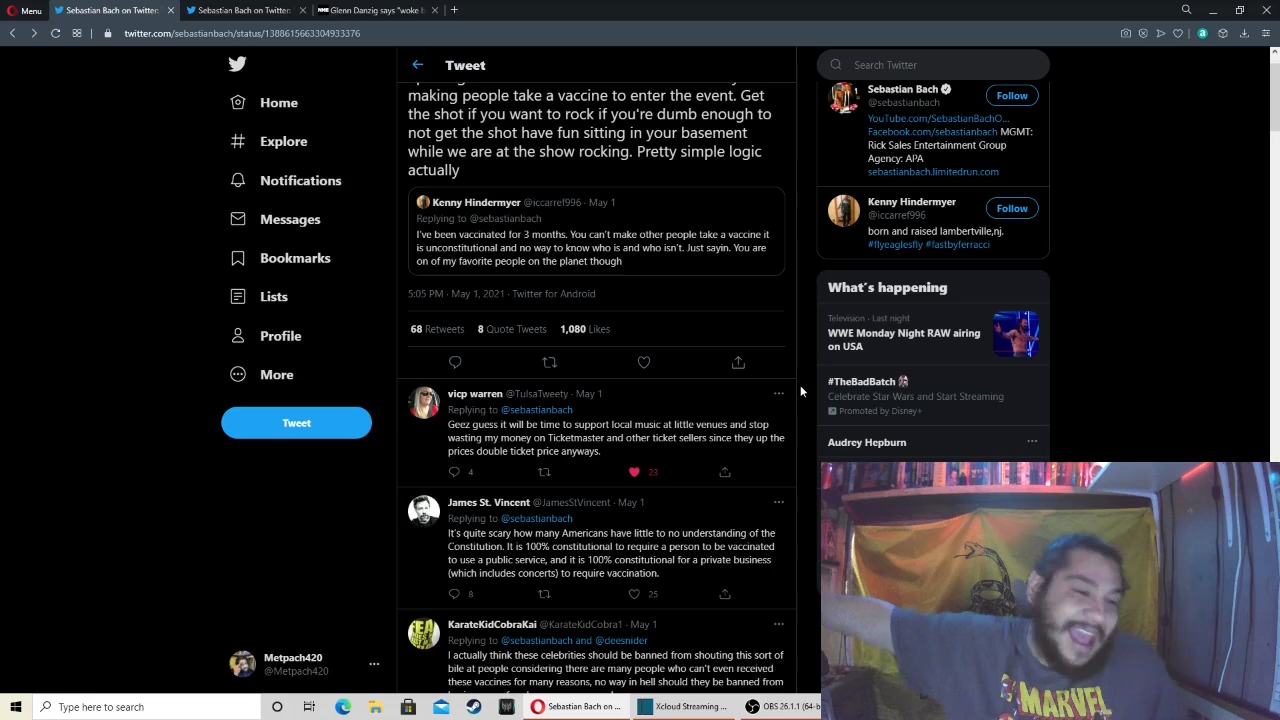 Menu
Sebastian Bach on Twitter:
Sebastian Bach on Twitter:
NME
Glenn Danzig says "woke b
twitter.com/sebastianbach/status/1388615663304933376
Home
Explore
Notifications
Messages
Bookmarks
Lists
Profile
More
Tweet
Metpach420
@Metpach420
Tweet
making people take a vaccine to enter the event. Get
the shot if you want to rock if you're dumb enough to
not get the shot have fun sitting in your basement
while we are at the show rocking. Pretty simple logic
actually
Kenny Hindermyer @iccarref996 · May 1
Replying to @sebastianbach
I've been vaccinated for 3 months. You can't make other people take a vaccine it
is unconstitutional and no way to know who is and who isn't. Just sayin. You are
on of my favorite people on the planet though
5:05 PM · May 1, 2021 · Twitter for Android
68 Retweets 8 Quote Tweets 1,080 Likes
vicp warren @TulsaTweety · May 1
Replying to @sebastianbach
Geez guess it will be time to support local music at little venues and stop
wasting my money on Ticketmaster and other ticket sellers since they up the
prices double ticket price anyways.
4 23
James St. Vincent @JamesStVincent · May 1
Replying to @sebastianbach
It's quite scary how many Americans have little to no understanding of the
Constitution. It is 100% constitutional to require a person to be vaccinated
to use a public service, and it is 100% constitutional for a private business
(which includes concerts) to require vaccination.
8 25
KarateKidCobraKai @KarateKidCobra1 · May 1
Replying to @sebastianbach and @deesnider
I actually think these celebrities should be banned from shouting this sort of
bile at people considering there are many people who can't even received
these vaccines for many reasons, no way in hell should they be banned from
Search Twitter
Sebastian Bach
@sebastianbach
Follow
YouTube.com/SebastianBachO...
Facebook.com/sebastianbach MGMT:
Rick Sales Entertainment Group
Agency: APA
sebastianbach.limitedrun.com
Kenny Hindermyer
@iccarref996
Follow
born and raised lambertville,nj.
#flyeaglesfly #fastbyferracci
What's happening
Television · Last night
WWE Monday Night RAW airing
on USA
#TheBadBatch
Celebrate Star Wars and Start Streaming
Promoted by Disney+
Audrey Hepburn
MARVEL
Type here to search
Sebastian Bach on ...
Xcloud Streaming ...
OBS 26.1.1 (64-b